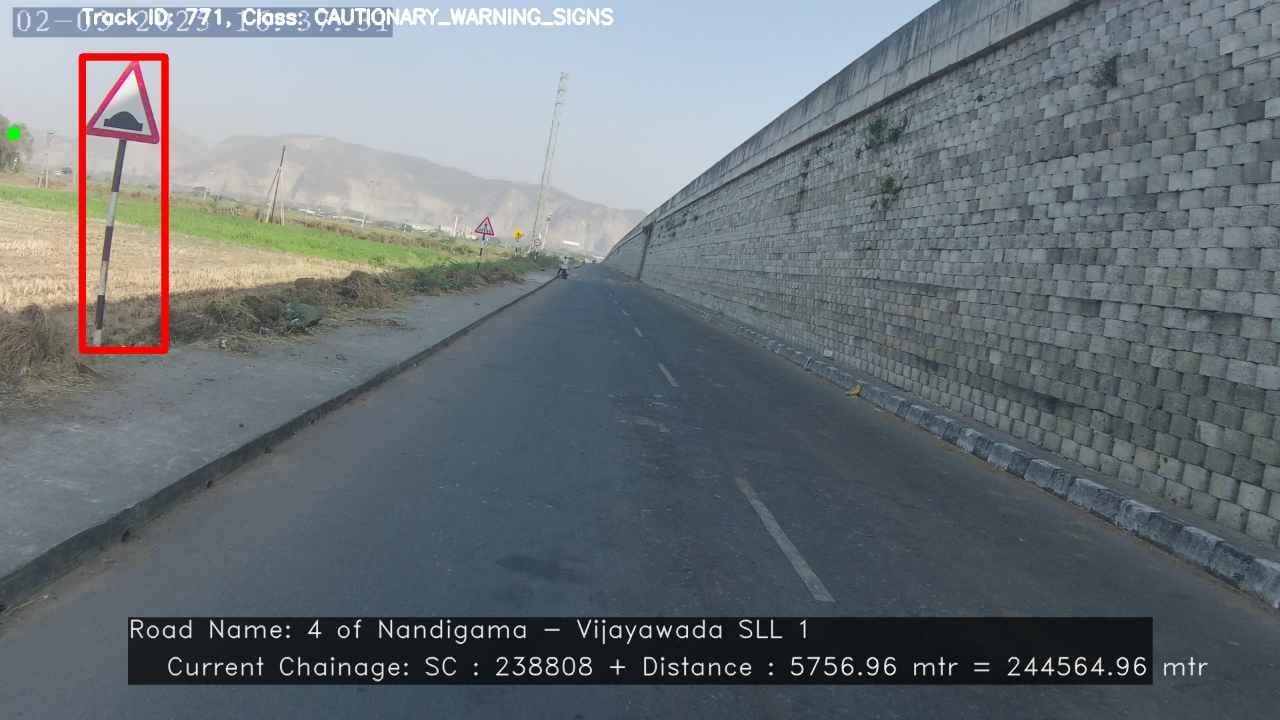 Track ID: 771, Class: CAUTIONARY_WARNING_SIGNS
Road Name: 4 of Nandigama - Vijayawada SLL 1
Current Chainage: SC : 238808 + Distance : 5756.96 mtr = 244564.96 mtr